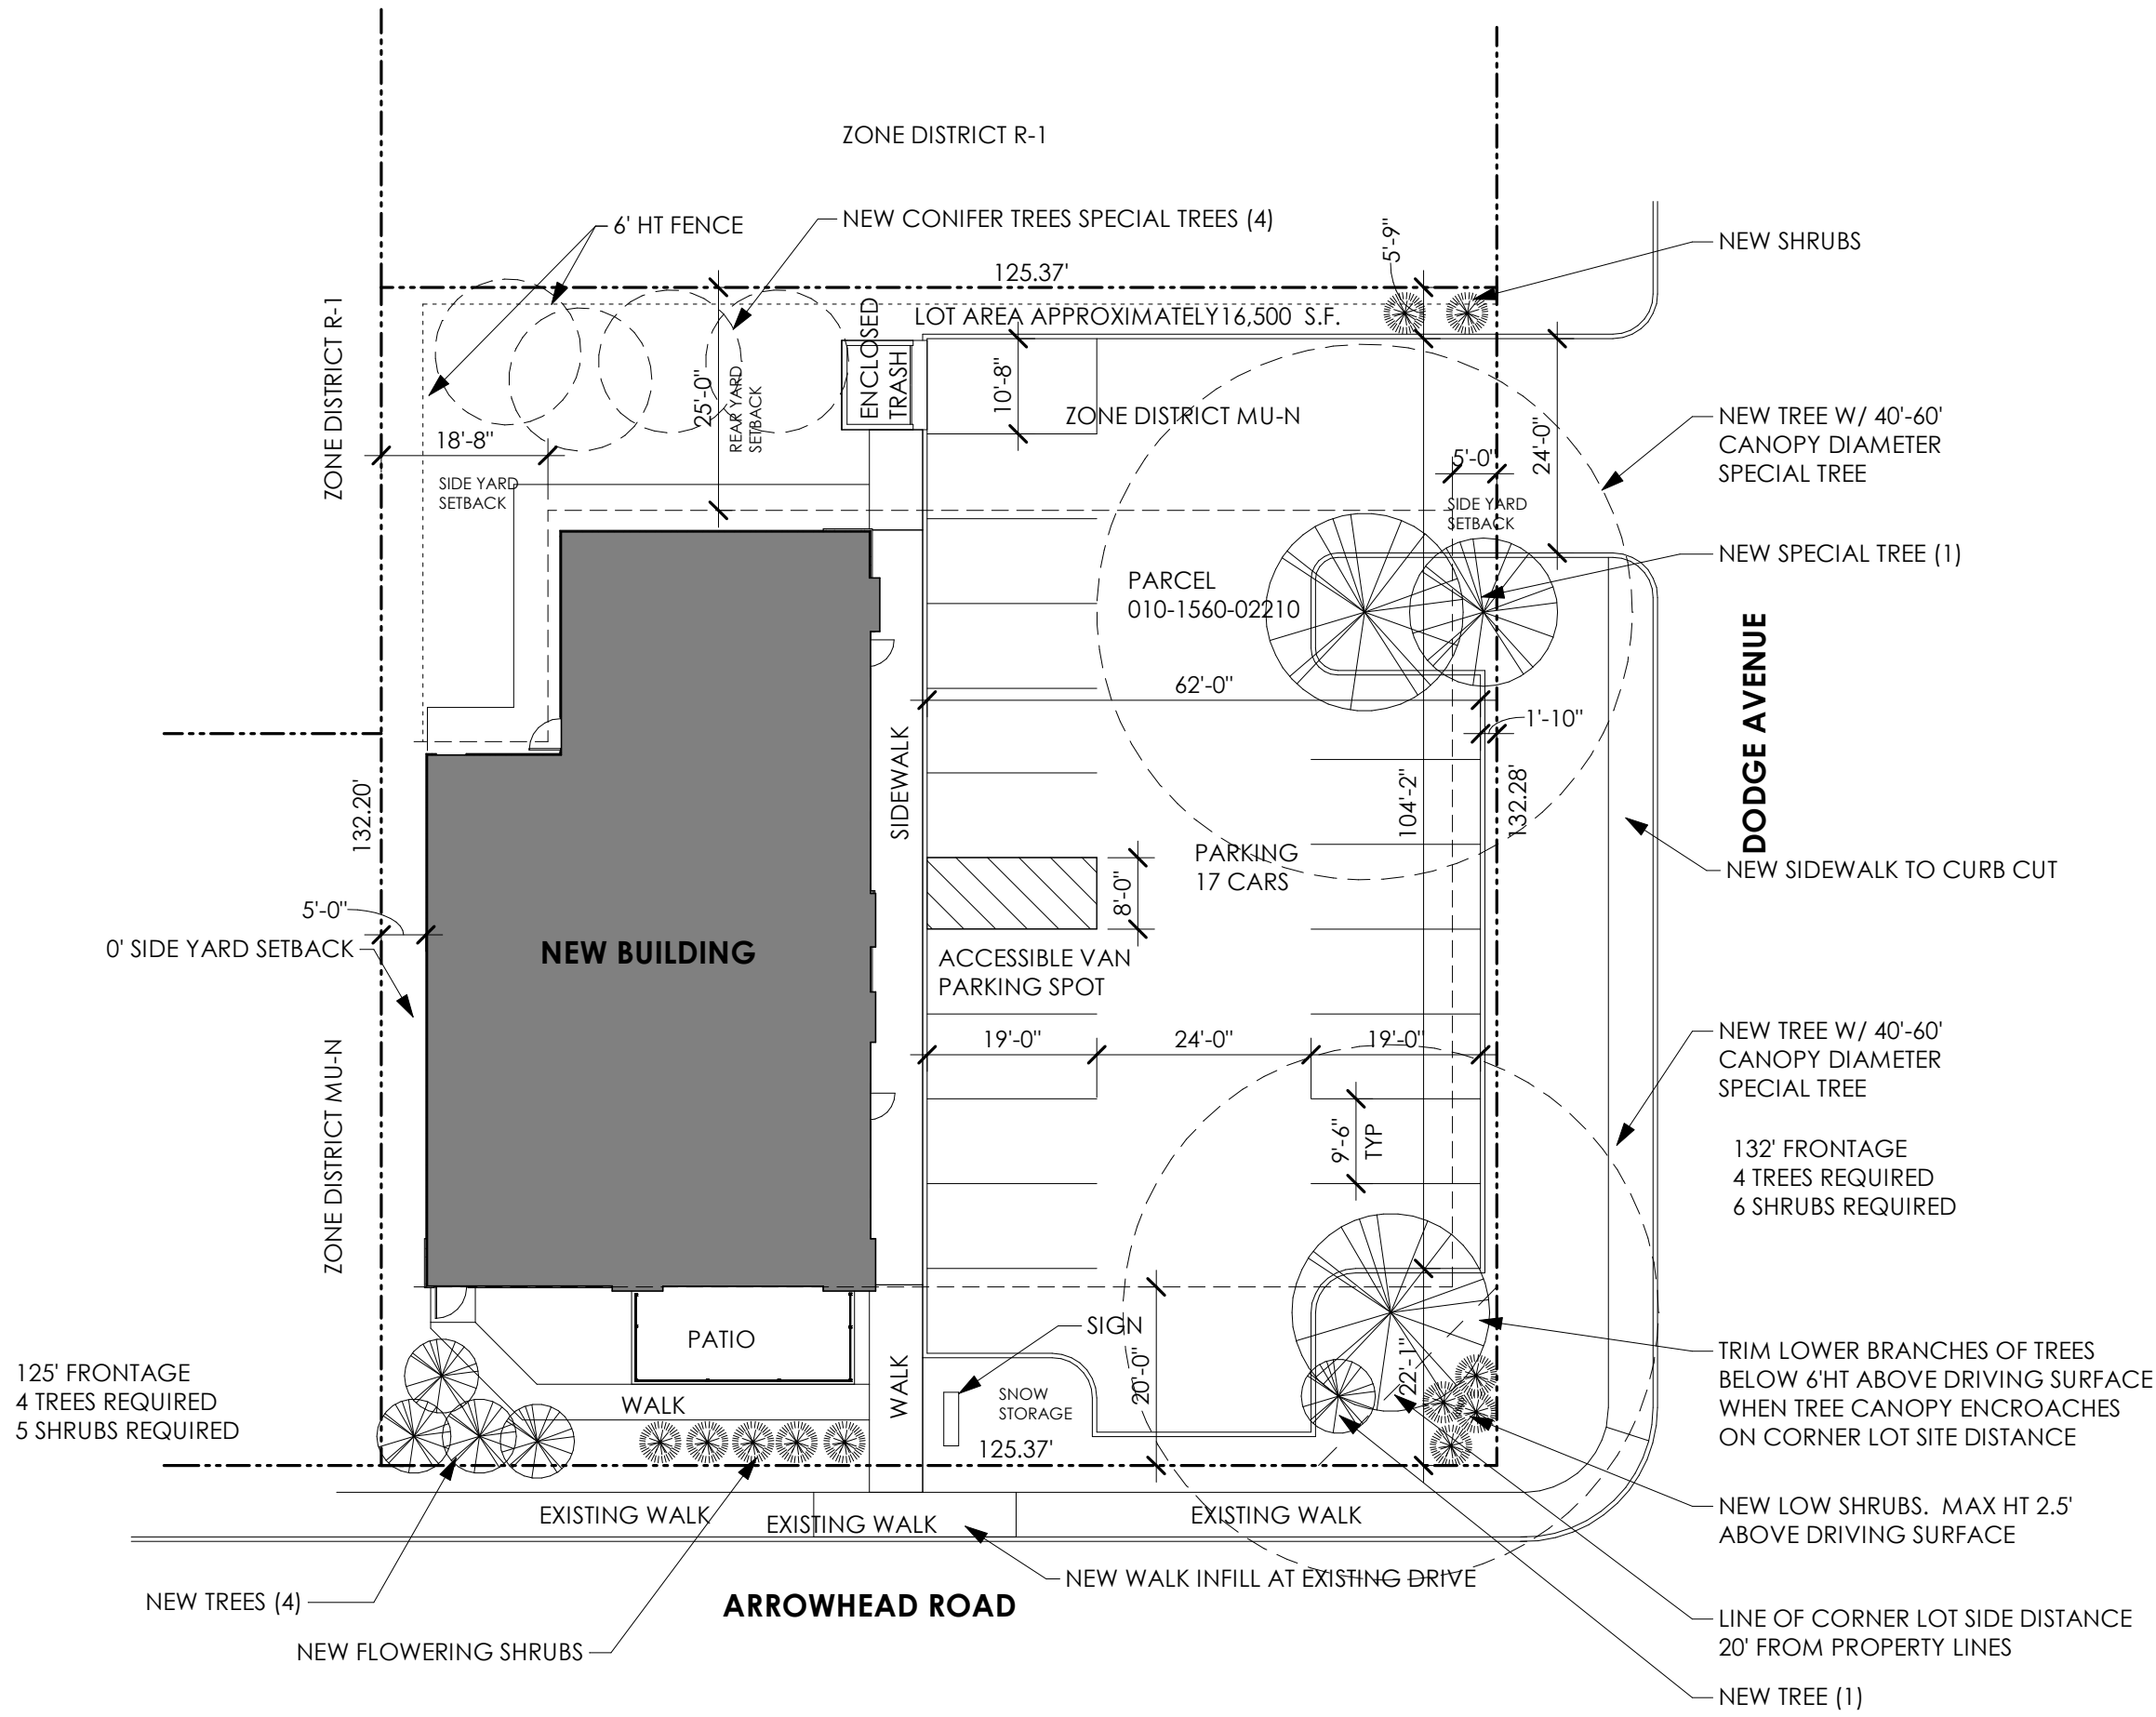 ZONE DISTRICT R-1
6' HT FENCE
NEW CONIFER TREES SPECIAL TREES (4)
5'-9"
NEW SHRUBS
125.37'
LOT AREA APPROXIMATELY16,500 S.F.
ZONE DISTRICT R-1
ENCLOSED
TRASH
10'-8"
25'-0"
REAR YARD
SETBACK
ZONE DISTRICT MU-N
NEW TREE W/ 40'-60'
CANOPY DIAMETER
SPECIAL TREE
18'-8"
SIDE YARD
SETBACK
5'-0"
24'-0"
SIDE YARD
SETBACK
NEW SPECIAL TREE (1)
PARCEL
010-1560-02210
62'-0"
1'-10"
DODGE AVENUE
132.20'
SIDEWALK
104'-2"
132.28'
PARKING
17 CARS
8'-0"
NEW SIDEWALK TO CURB CUT
5'-0"
0' SIDE YARD SETBACK
NEW BUILDING
ACCESSIBLE VAN
PARKING SPOT
19'-0"
24'-0"
19'-0"
NEW TREE W/ 40'-60'
CANOPY DIAMETER
SPECIAL TREE
ZONE DISTRICT MU-N
9'-6"
TYP
132' FRONTAGE
4 TREES REQUIRED
6 SHRUBS REQUIRED
PATIO
SIGN
20'-0"
22'-1"
125' FRONTAGE
4 TREES REQUIRED
5 SHRUBS REQUIRED
WALK
WALK
SNOW
STORAGE
125.37'
TRIM LOWER BRANCHES OF TREES
BELOW 6'HT ABOVE DRIVING SURFACE
WHEN TREE CANOPY ENCROACHES
ON CORNER LOT SITE DISTANCE
EXISTING WALK
EXISTING WALK
EXISTING WALK
NEW LOW SHRUBS. MAX HT 2.5'
ABOVE DRIVING SURFACE
NEW TREES (4)
NEW WALK INFILL AT EXISTING DRIVE
ARROWHEAD ROAD
NEW FLOWERING SHRUBS
LINE OF CORNER LOT SIDE DISTANCE
20' FROM PROPERTY LINES
NEW TREE (1)